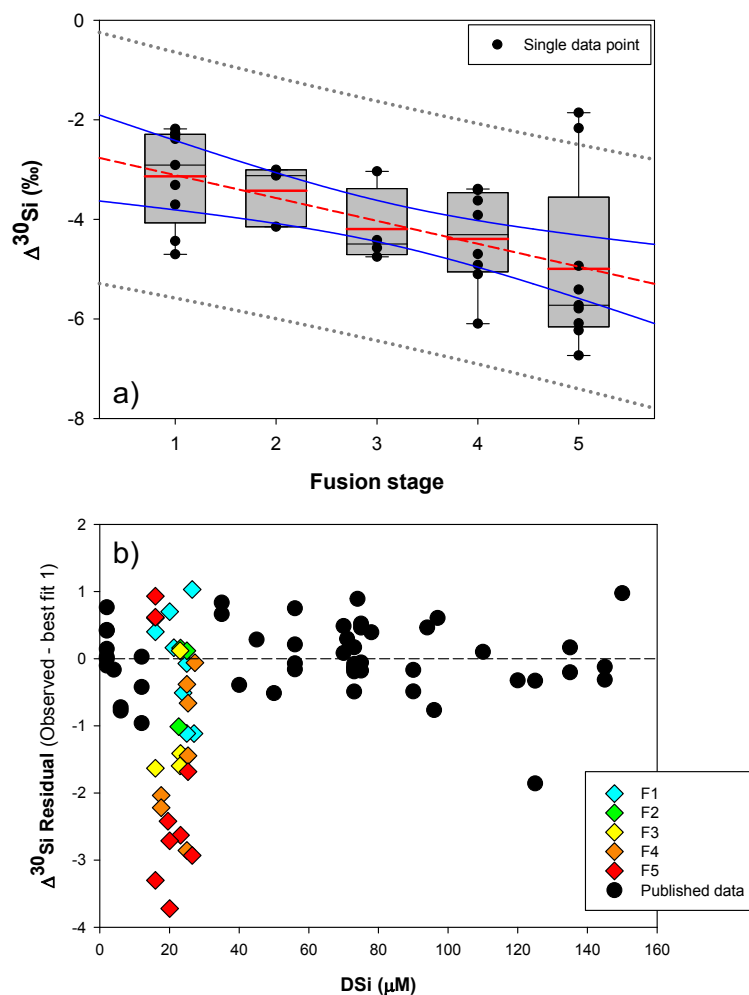 0
Single data point
-2
-4
-6
-8
Δ³⁰Si (‰)
a)
1 2 3 4 5
Fusion stage
b)
2
1
0
-1
-2
-3
-4
Δ³⁰Si Residual (Observed - best fit 1)
F1
F2
F3
F4
F5
Published data
0 20 40 60 80 100 120 140 160
DSi (μM)